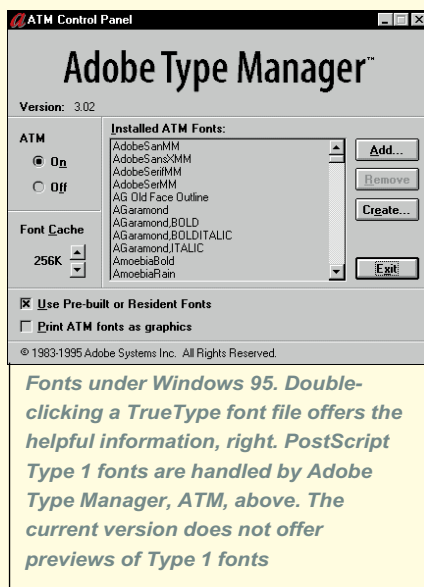 ATM Control Panel
Adobe Type Manager™
Version: 3.02
ATM
On
Off
Font Cache
256K
Installed ATM Fonts:
AdobeSanMM
AdobeSansXMM
AdobeSerifMM
AdobeSerMM
AG Old Face Outline
AGaramond
AGaramond,BOLD
AGaramond,BOLDITALIC
AGaramond,ITALIC
AmoebiaBold
AmoebiaRain
Add...
Remove
Create...
Exit
Use Pre-built or Resident Fonts
Print ATM fonts as graphics
© 1983-1995 Adobe Systems Inc. All Rights Reserved.
Fonts under Windows 95. Double-
clicking a TrueType font file offers the
helpful information, right. PostScript
Type 1 fonts are handled by Adobe
Type Manager, ATM, above. The
current version does not offer
previews of Type 1 fonts